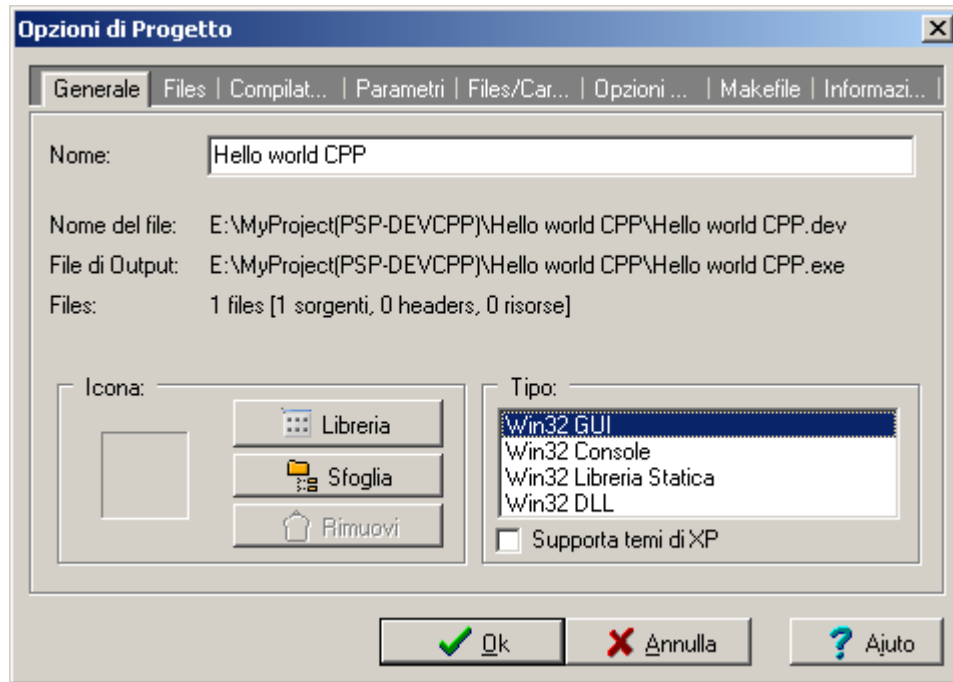 Opzioni di Progetto
Generale | Files | Compilat... | Parametri | Files/Car... | Opzioni ... | Makefile | Informazi... |
Nome: Hello world CPP
Nome del file: E:\MyProject(PSP-DEVCPP)\Hello world CPP\Hello world CPP.dev
File di Output: E:\MyProject(PSP-DEVCPP)\Hello world CPP\Hello world CPP.exe
Files: 1 files [1 sorgenti, 0 headers, 0 risorse]
Icona:
Libreria
Sfoglia
Rimuovi
Tipo:
Win32 GUI
Win32 Console
Win32 Libreria Statica
Win32 DLL
Supporta temi di XP
Ok Annulla Ajuto